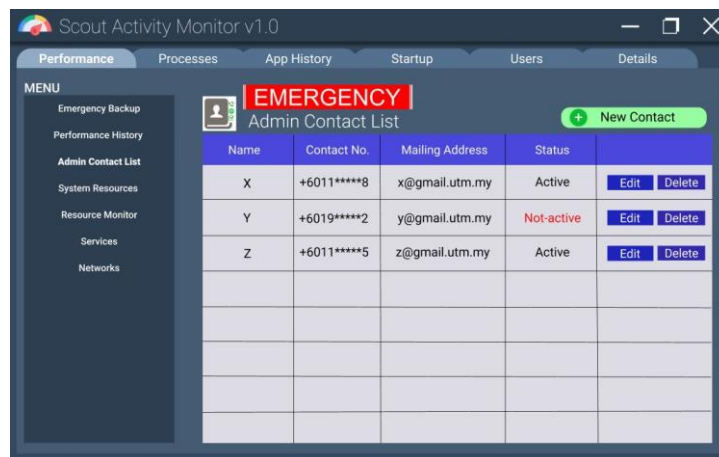 Scout Activity Monitor v1.0
Performance Processes App History Startup Users Details
MENU
Emergency Backup
Performance History
Admin Contact List
System Resources
Resource Monitor
Services
Networks
EMERGENCY
Admin Contact List
New Contact
Name Contact No. Mailing Address Status
X +6011*****8 x@gmail.utm.my Active Edit Delete
Y +6019*****2 y@gmail.utm.my Not-active Edit Delete
Z +6011*****5 z@gmail.utm.my Active Edit Delete